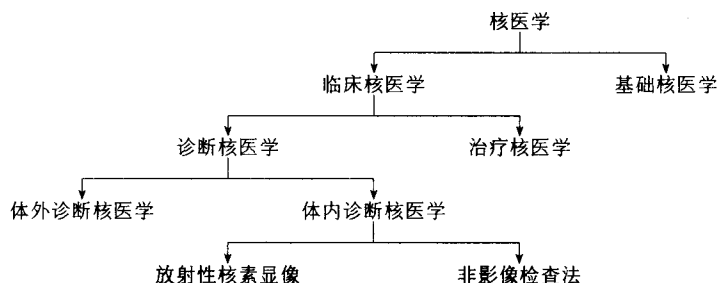 核医学
临床核医学 基础核医学
诊断核医学 治疗核医学
体外诊断核医学 体内诊断核医学
放射性核素显像 非影像检查法